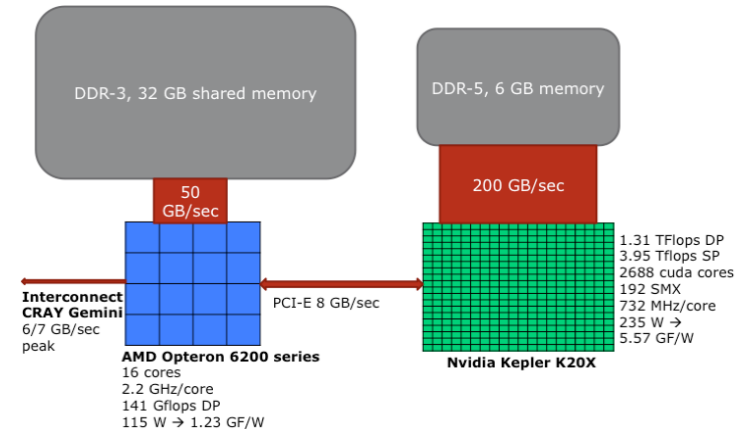 DDR-3, 32 GB shared memory
DDR-5, 6 GB memory
50
GB/sec
200 GB/sec
Interconnect
CRAY Gemini
6/7 GB/sec
peak
PCI-E 8 GB/sec
1.31 TFlops DP
3.95 Tflops SP
2688 cuda cores
192 SMX
732 MHz/core
235 W →
5.57 GF/W
AMD Opteron 6200 series
16 cores
2.2 GHz/core
141 Gflops DP
115 W → 1.23 GF/W
Nvidia Kepler K20X